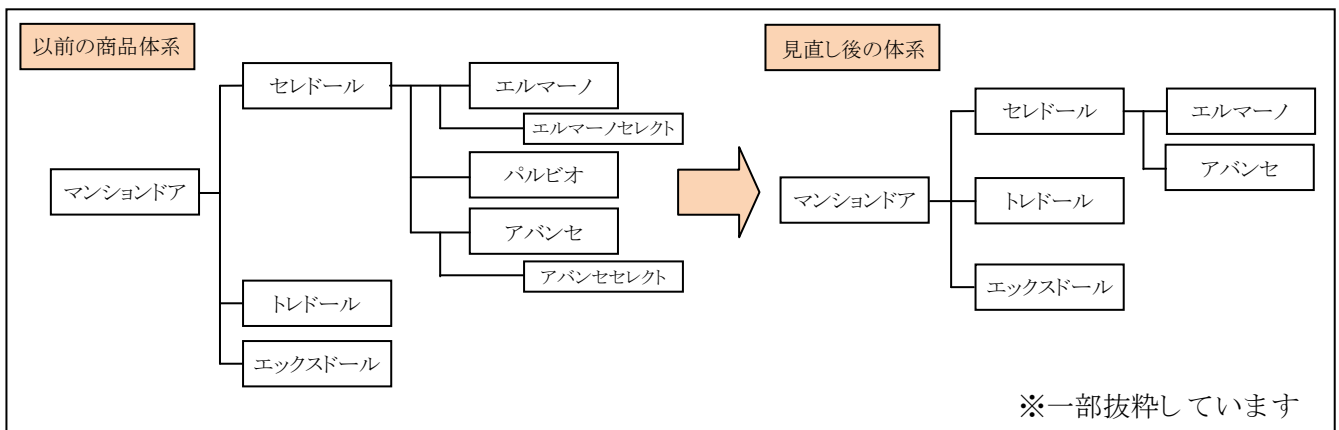 以前の商品体系
セレドール
エルマーノ
エルマーノセレクト
パルビオ
マンションドア
アバンセ
アバンセセレクト
トレドール
エックスドール
見直し後の体系
セレドール
エルマーノ
アバンセ
マンションドア
トレドール
エックスドール
※一部抜粋しています